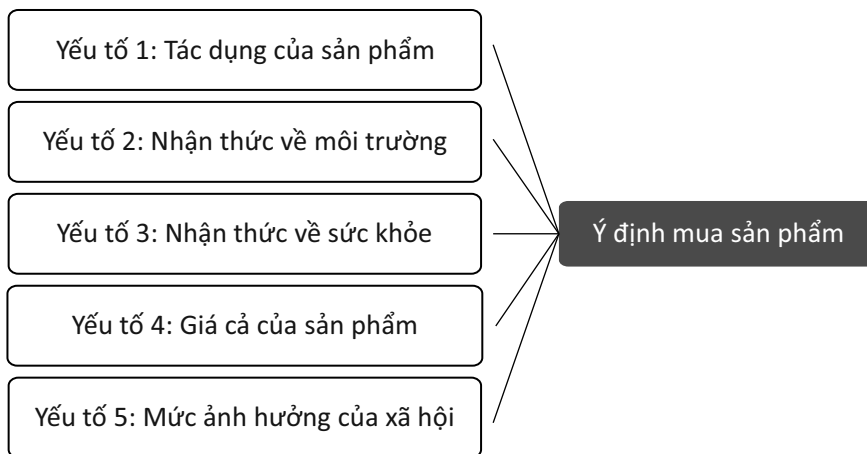 Yếu tố 1: Tác dụng của sản phẩm
Yếu tố 2: Nhận thức về môi trường
Yếu tố 3: Nhận thức về sức khỏe
Ý định mua sản phẩm
Yếu tố 4: Giá cả của sản phẩm
Yếu tố 5: Mức ảnh hưởng của xã hội